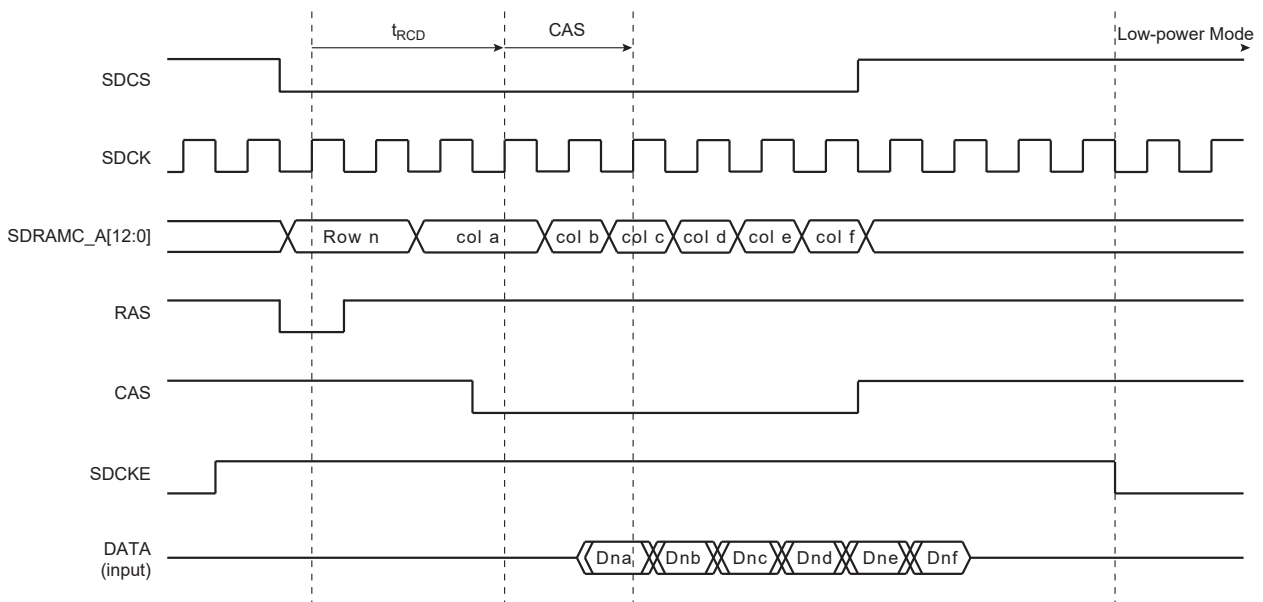 tRCD CAS Low-power Mode
SDCS
SDCK
SDRAMC_A[12:0] Row n col a col b col c col d col e col f
RAS
CAS
SDCKE
DATA Dna Dnb Dnc Dnd Dne Dnf
(input)